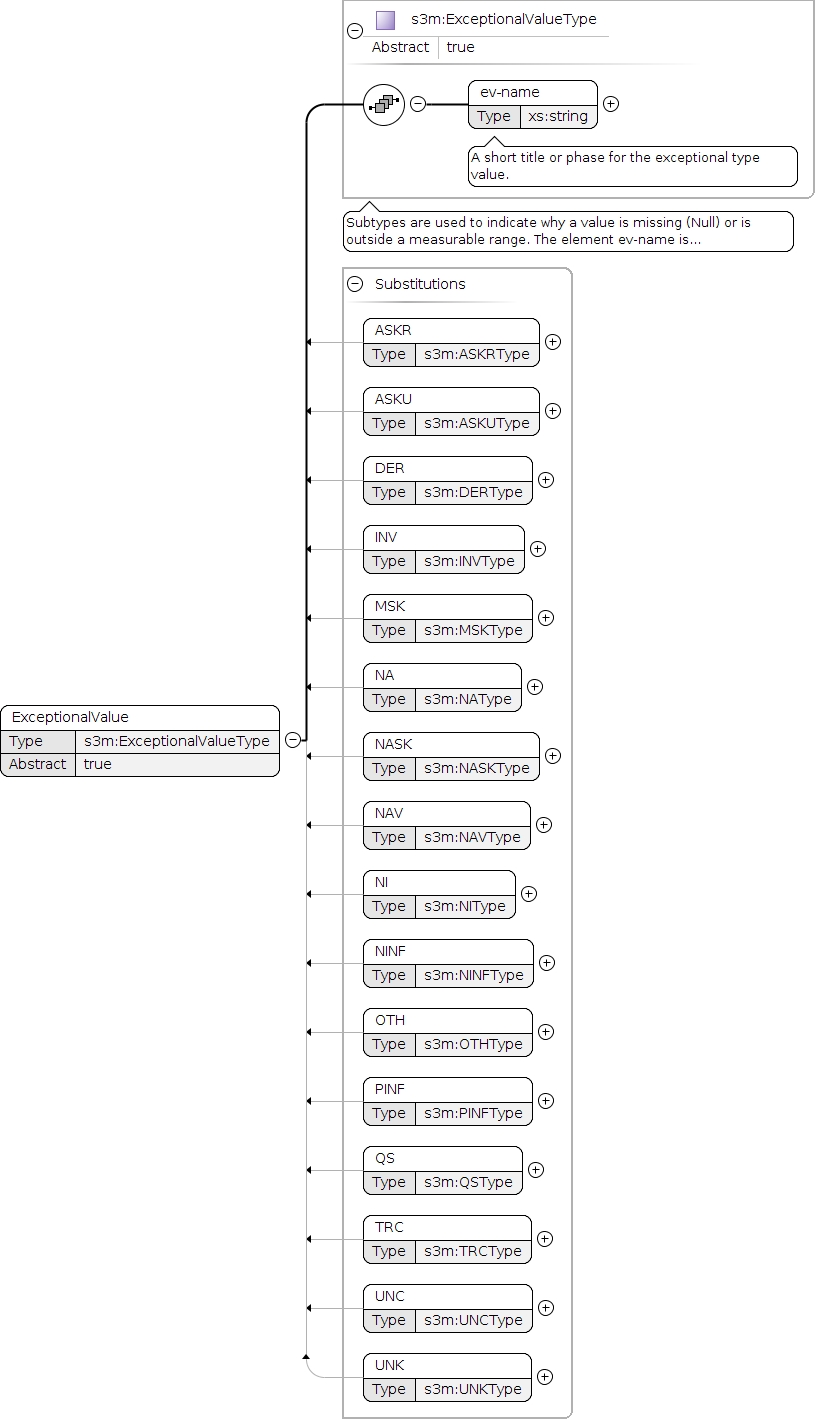 s3m:ExceptionalValueType
Abstract true
ev-name
Type xs:string
A short title or phase for the exceptional type
value.
Subtypes are used to indicate why a value is missing (Null) or is
outside a measurable range. The element ev-name is...
Substitutions
ASKR
Type s3m:ASKRType
ASKU
Type s3m:ASKUType
DER
Type s3m:DERType
INV
Type s3m:INVType
MSK
Type s3m:MSKType
NA
Type s3m:NAType
ExceptionalValue
Type s3m:ExceptionalValueType
Abstract true
NASK
Type s3m:NASKType
NAV
Type s3m:NAVType
NI
Type s3m:NIType
NINF
Type s3m:NINFType
OTH
Type s3m:OTHType
PINF
Type s3m:PINFType
QS
Type s3m:QSType
TRC
Type s3m:TRCType
UNC
Type s3m:UNCType
UNK
Type s3m:UNKType